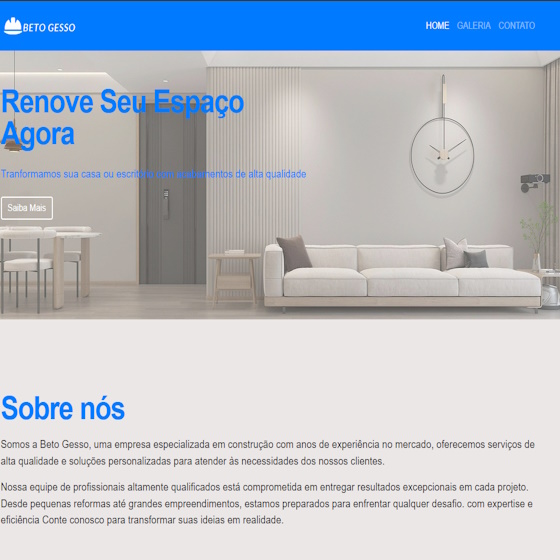 BETO GESSO
HOME GALERIA CONTATO
Renove Seu Espaço
Agora
Tranformamos sua casa ou escritório com acabamentos de alta qualidade
Saiba Mais
Sobre nós
Somos a Beto Gesso, uma empresa especializada em construção com anos de experiência no mercado, oferecemos serviços de
alta qualidade e soluções personalizadas para atender ás necessidades dos nossos clientes.
Nossa equipe de profissionais altamente qualificados está comprometida em entregar resultados excepcionais em cada projeto.
Desde pequenas reformas até grandes empreendimentos, estamos preparados para enfrentar qualquer desafio. com expertise e
eficiência Conte conosco para transformar suas ideias em realidade.